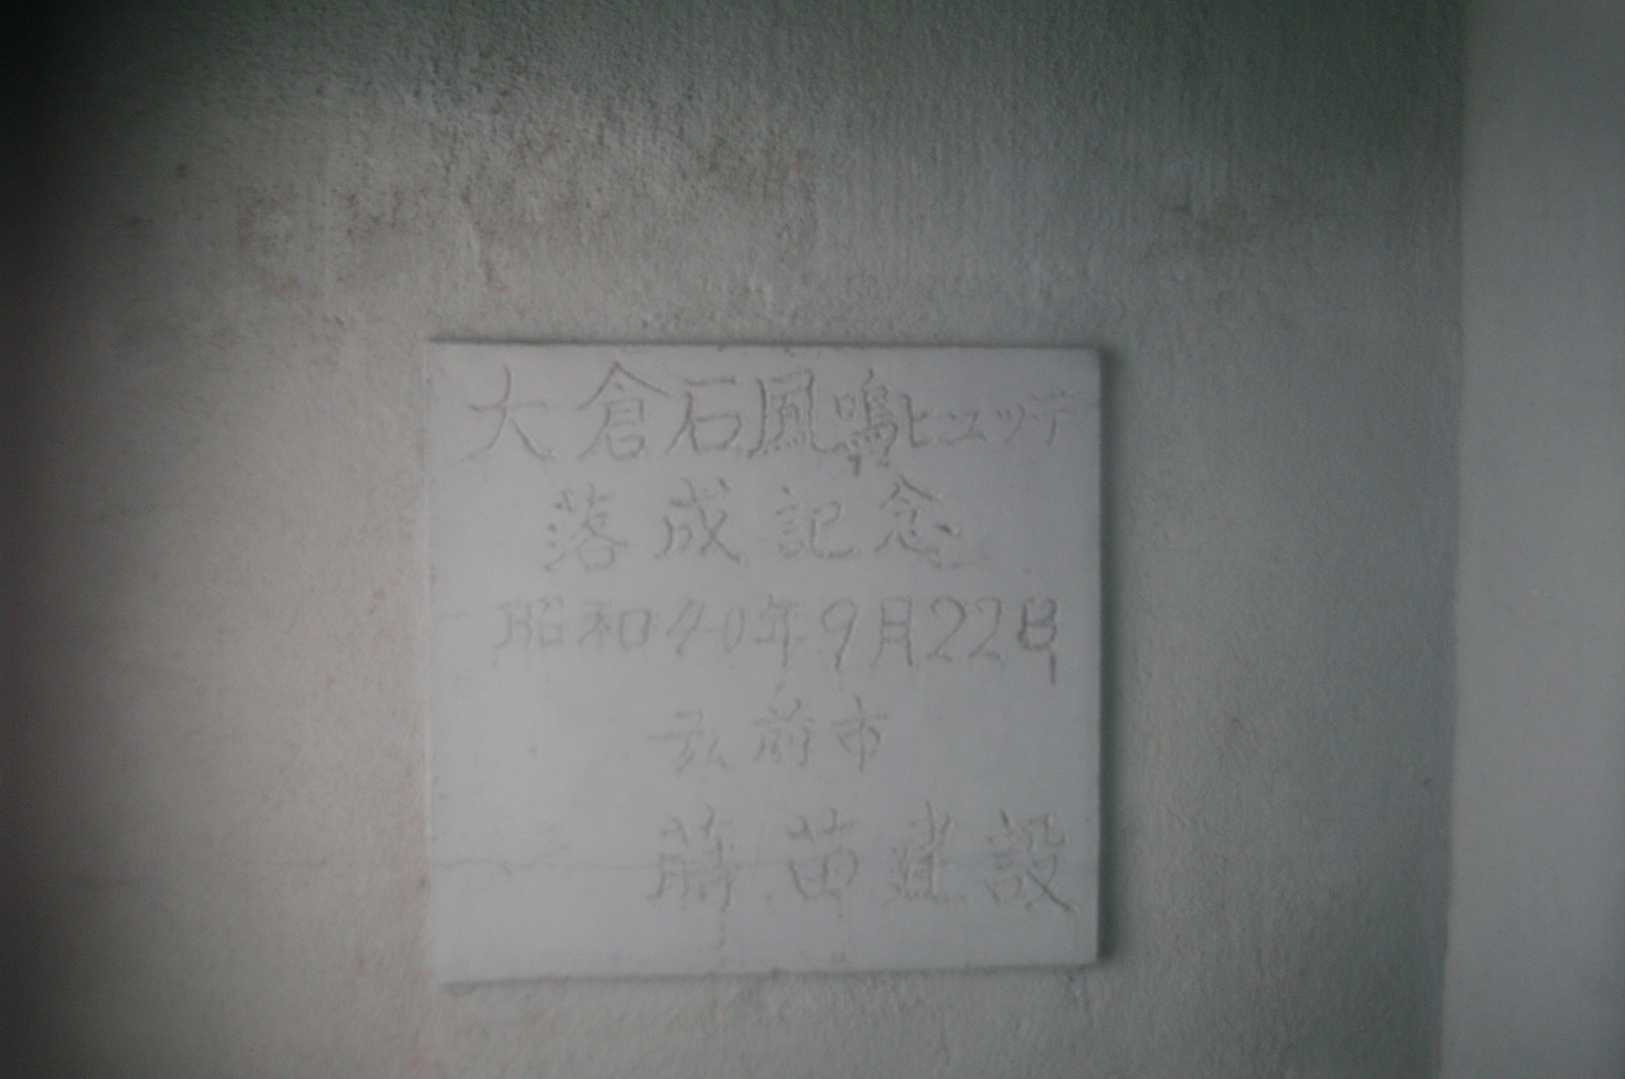 大倉石鳳鳴ヒュッテ
落成記念
昭和40年9月22日
弘前市
蒔苗建設